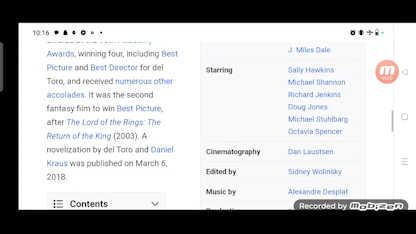 10:16
Awards, winning four, including Best
Picture and Best Director for del
Toro, and received numerous other
accolades. It was the second
fantasy film to win Best Picture,
after The Lord of the Rings: The
Return of the King (2003). A
novelization by del Toro and Daniel
Kraus was published on March 6,
2018.
Contents
J. Miles Dale
Starring
Sally Hawkins
Michael Shannon
Richard Jenkins
Doug Jones
Michael Stuhlbarg
Octavia Spencer
Cinematography
Dan Laustsen
Edited by
Sidney Wolinsky
Music by
Alexandre Desplat
Recorded by Mobizen